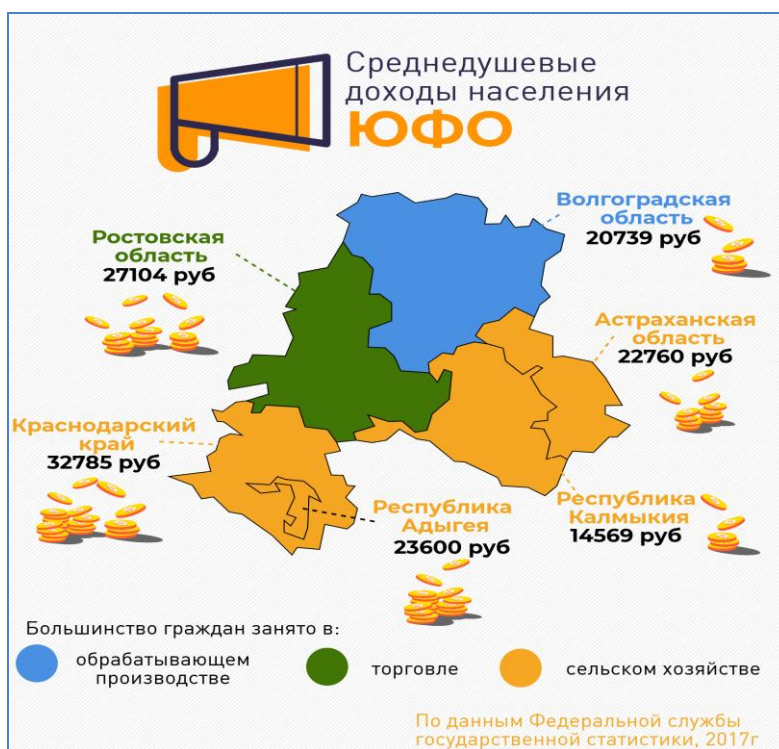 Среднедушевые
доходы населения
ЮФО
Волгоградская
область
20739 руб
Ростовская
область
27104 руб
Астраханская
область
22760 руб
Краснодарский
край
32785 руб
Республика
Адыгея
23600 руб
Республика
Калмыкия
14569 руб
Большинство граждан занято в:
обрабатывающем
производстве
торговле
сельском хозяйстве
По данным Федеральной службы
государственной статистики, 2017г